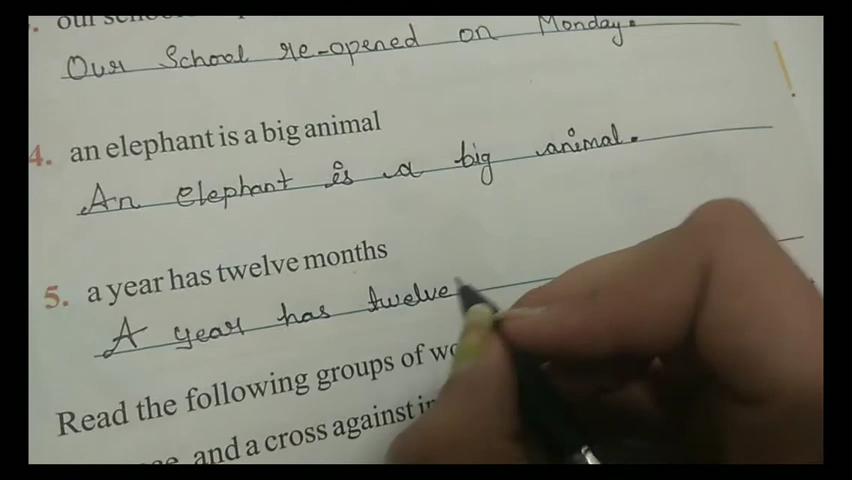 our
Our School re-opened on Monday.
4. an elephant is a big animal
An elephant is a big animal.
5. a year has twelve months
A year has twelve
Read the following groups of
and a cross against